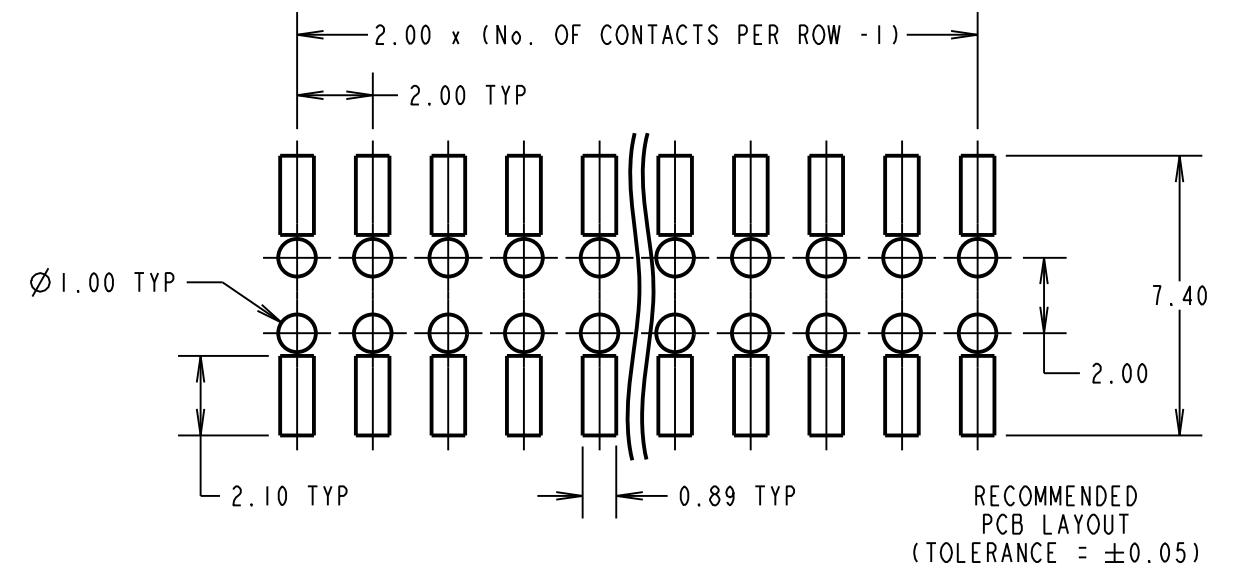 2.00 x (No. OF CONTACTS PER ROW -1)
2.00 TYP
Ø1.00 TYP
7.40
2.00
2.10 TYP
0.89 TYP
RECOMMENDED
PCB LAYOUT
(TOLERANCE = ±0.05)